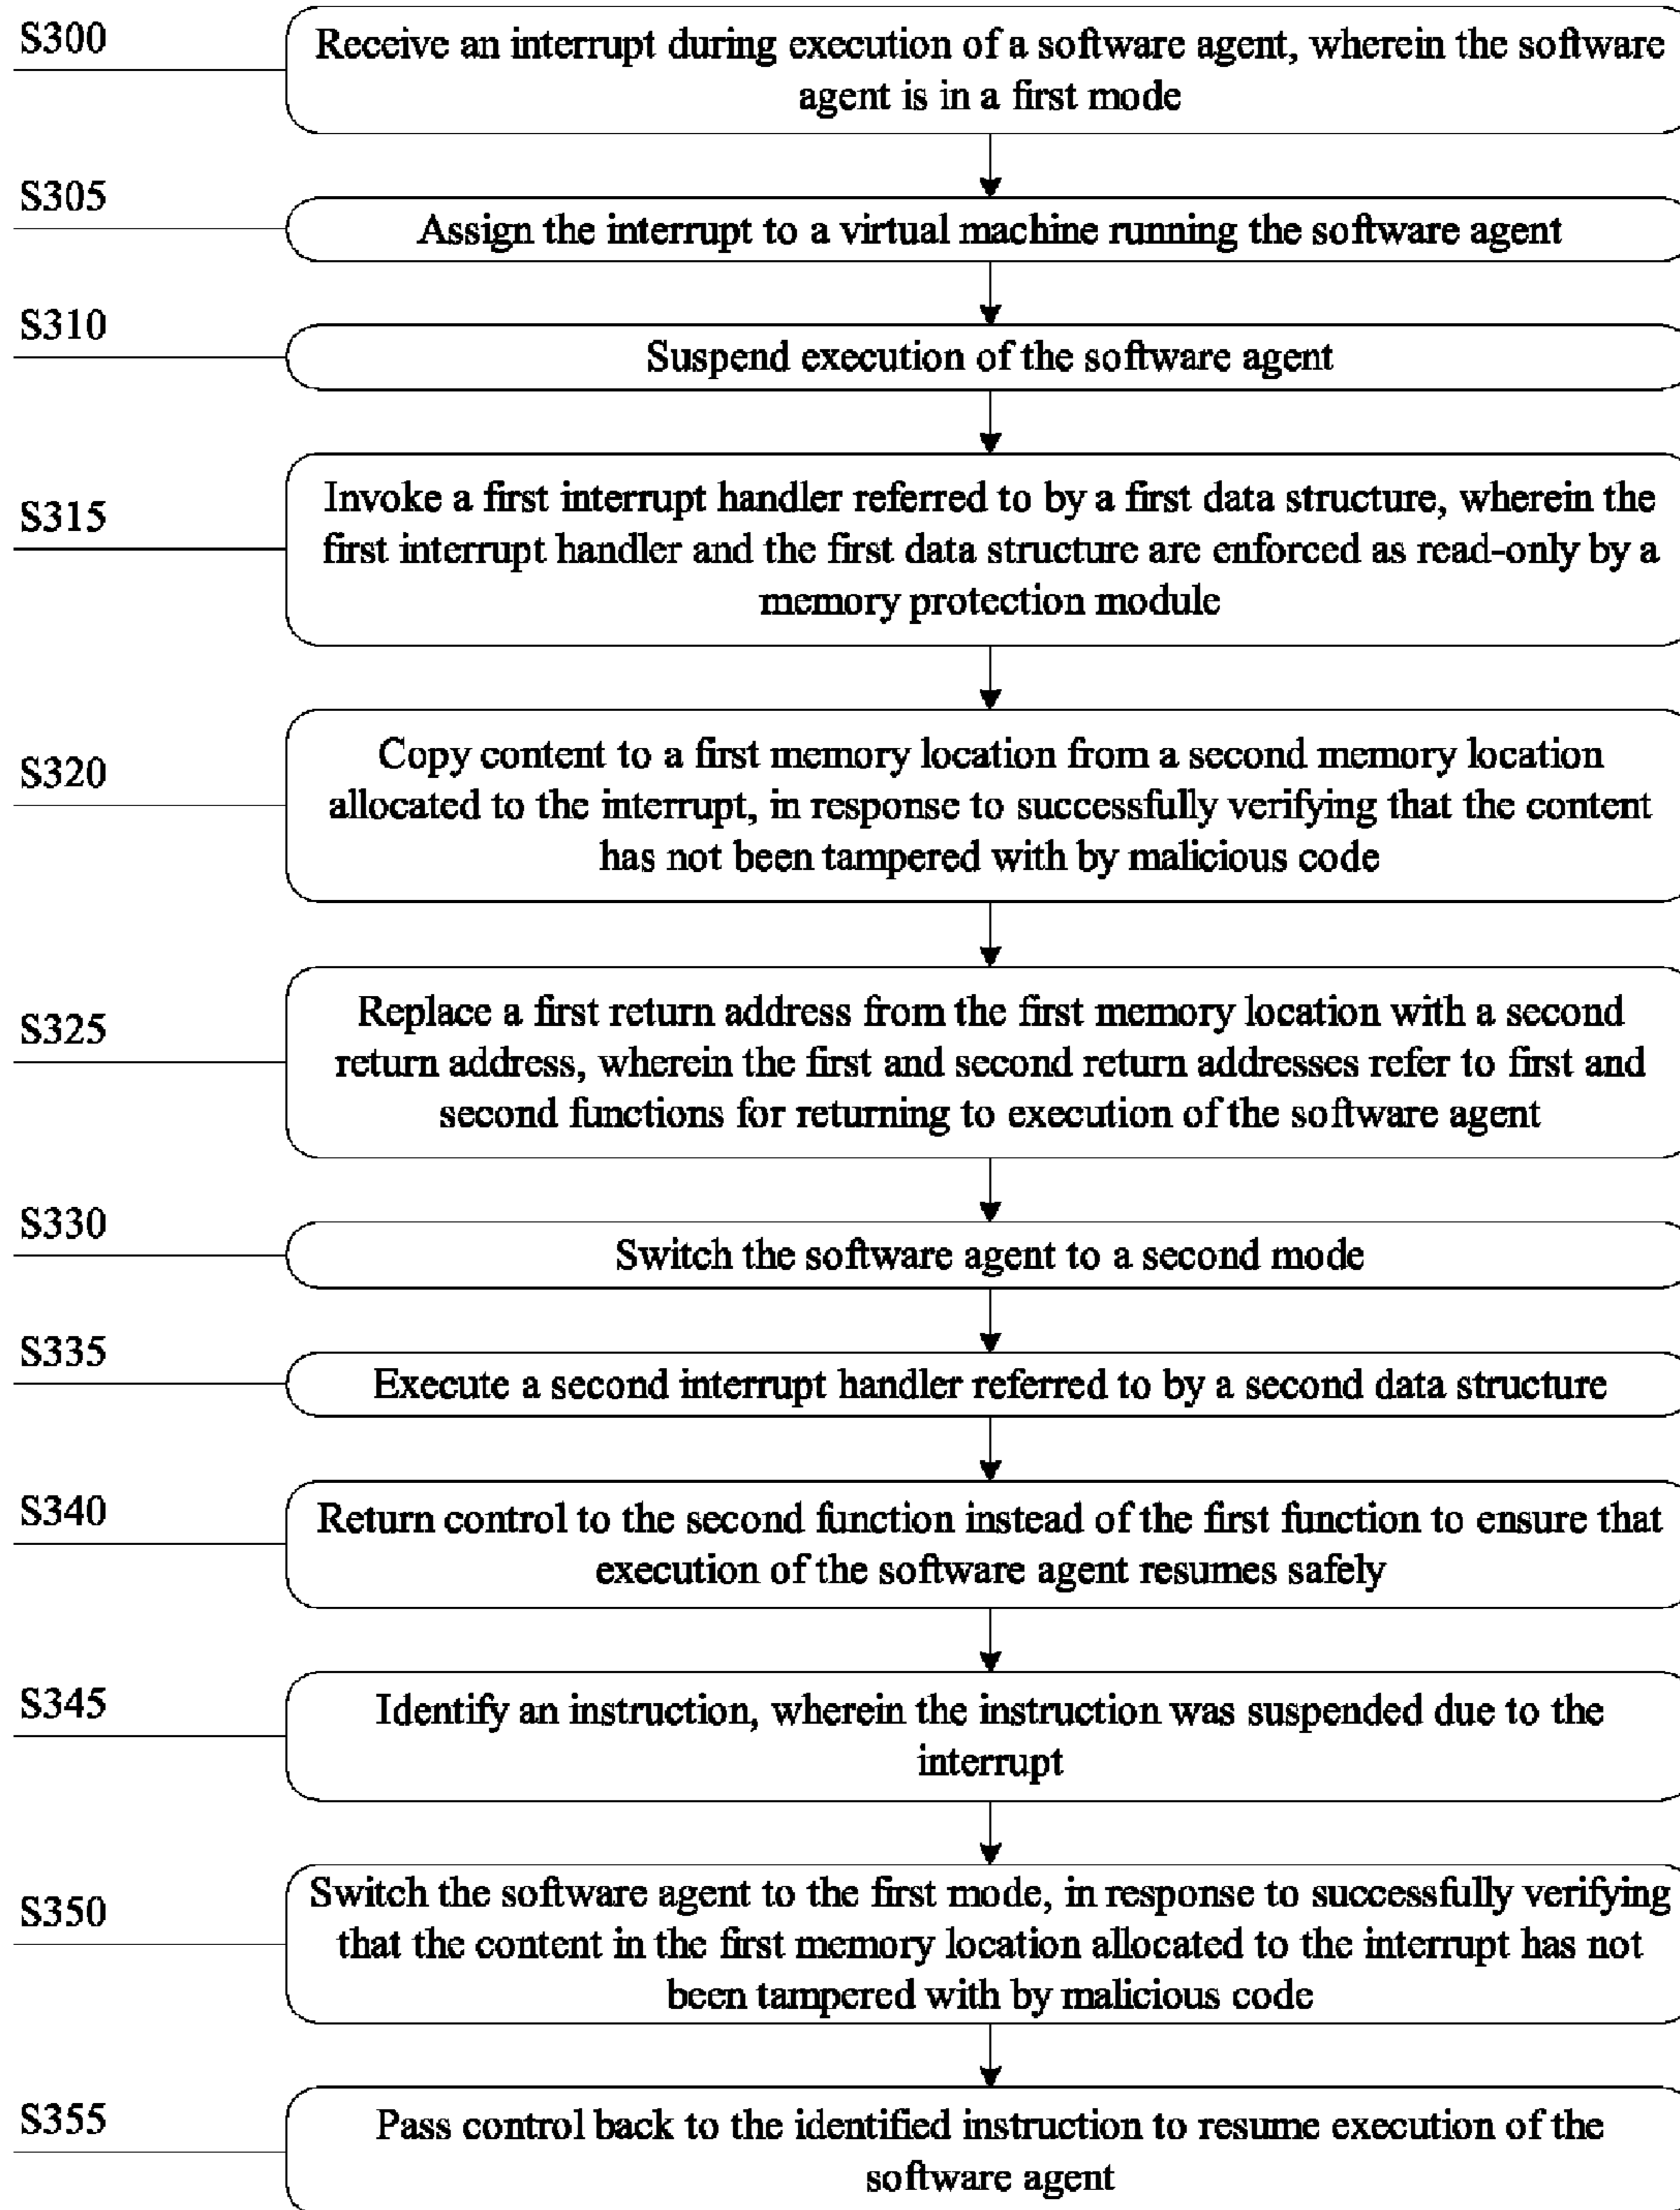 S300
Receive an interrupt during execution of a software agent, wherein the software
agent is in a first mode
S305
Assign the interrupt to a virtual machine running the software agent
S310
Suspend execution of the software agent
S315
Invoke a first interrupt handler referred to by a first data structure, wherein the
first interrupt handler and the first data structure are enforced as read-only by a
memory protection module
S320
Copy content to a first memory location from a second memory location
allocated to the interrupt, in response to successfully verifying that the content
has not been tampered with by malicious code
S325
Replace a first return address from the first memory location with a second
return address, wherein the first and second return addresses refer to first and
second functions for returning to execution of the software agent
S330
Switch the software agent to a second mode
S335
Execute a second interrupt handler referred to by a second data structure
S340
Return control to the second function instead of the first function to ensure that
execution of the software agent resumes safely
S345
Identify an instruction, wherein the instruction was suspended due to the
interrupt
S350
Switch the software agent to the first mode, in response to successfully verifying
that the content in the first memory location allocated to the interrupt has not
been tampered with by malicious code
S355
Pass control back to the identified instruction to resume execution of the
software agent